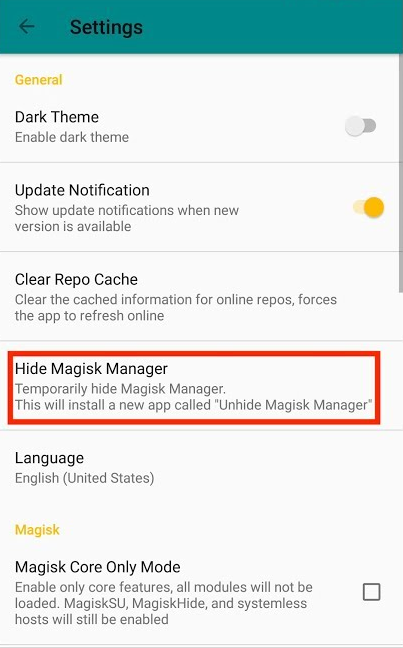 Settings
General
Dark Theme
Enable dark theme
Update Notification
Show update notifications when new
version is available
Clear Repo Cache
Clear the cached information for online repos, forces
the app to refresh online
Hide Magisk Manager
Temporarily hide Magisk Manager.
This will install a new app called "Unhide Magisk Manager"
Language
English (United States)
Magisk
Magisk Core Only Mode
Enable only core features, all modules will not be
loaded. MagiskSU, MagiskHide, and systemless
hosts will still be enabled